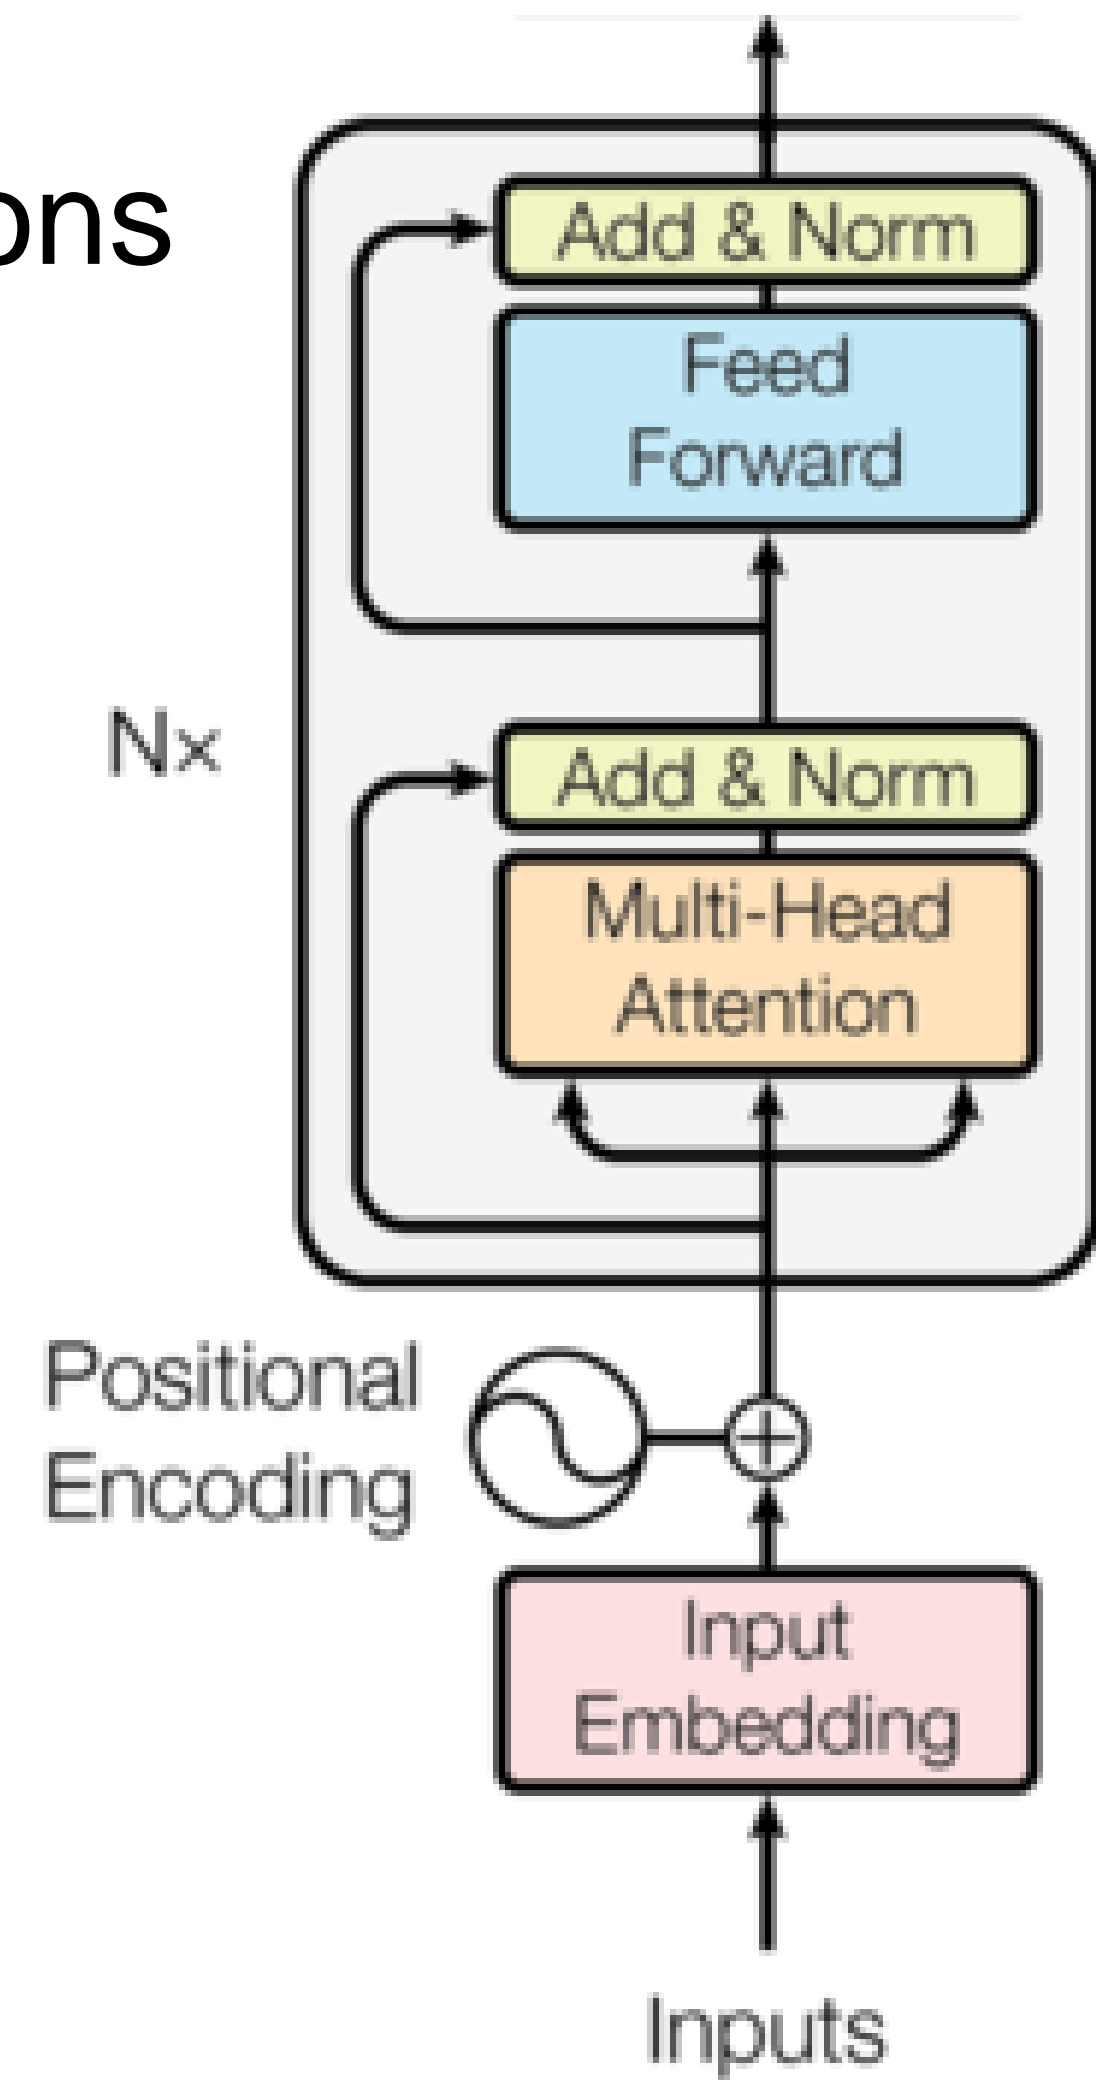 ons
Add & Norm
Feed
Forward
Nx
Add & Norm
Multi-Head
Attention
Positional
Encoding
Input
Embedding
Inputs